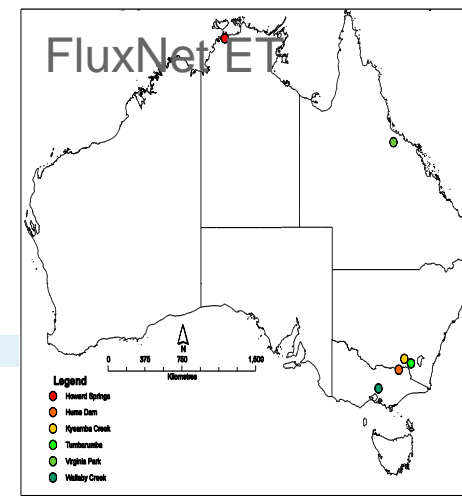 FluxNet ET
N
0 375 750 1,500
Kilometres
Legend
Howard Springs
Hume Dam
Kyeamba Creek
Tumbarumba
Virginia Park
Wallaby Creek